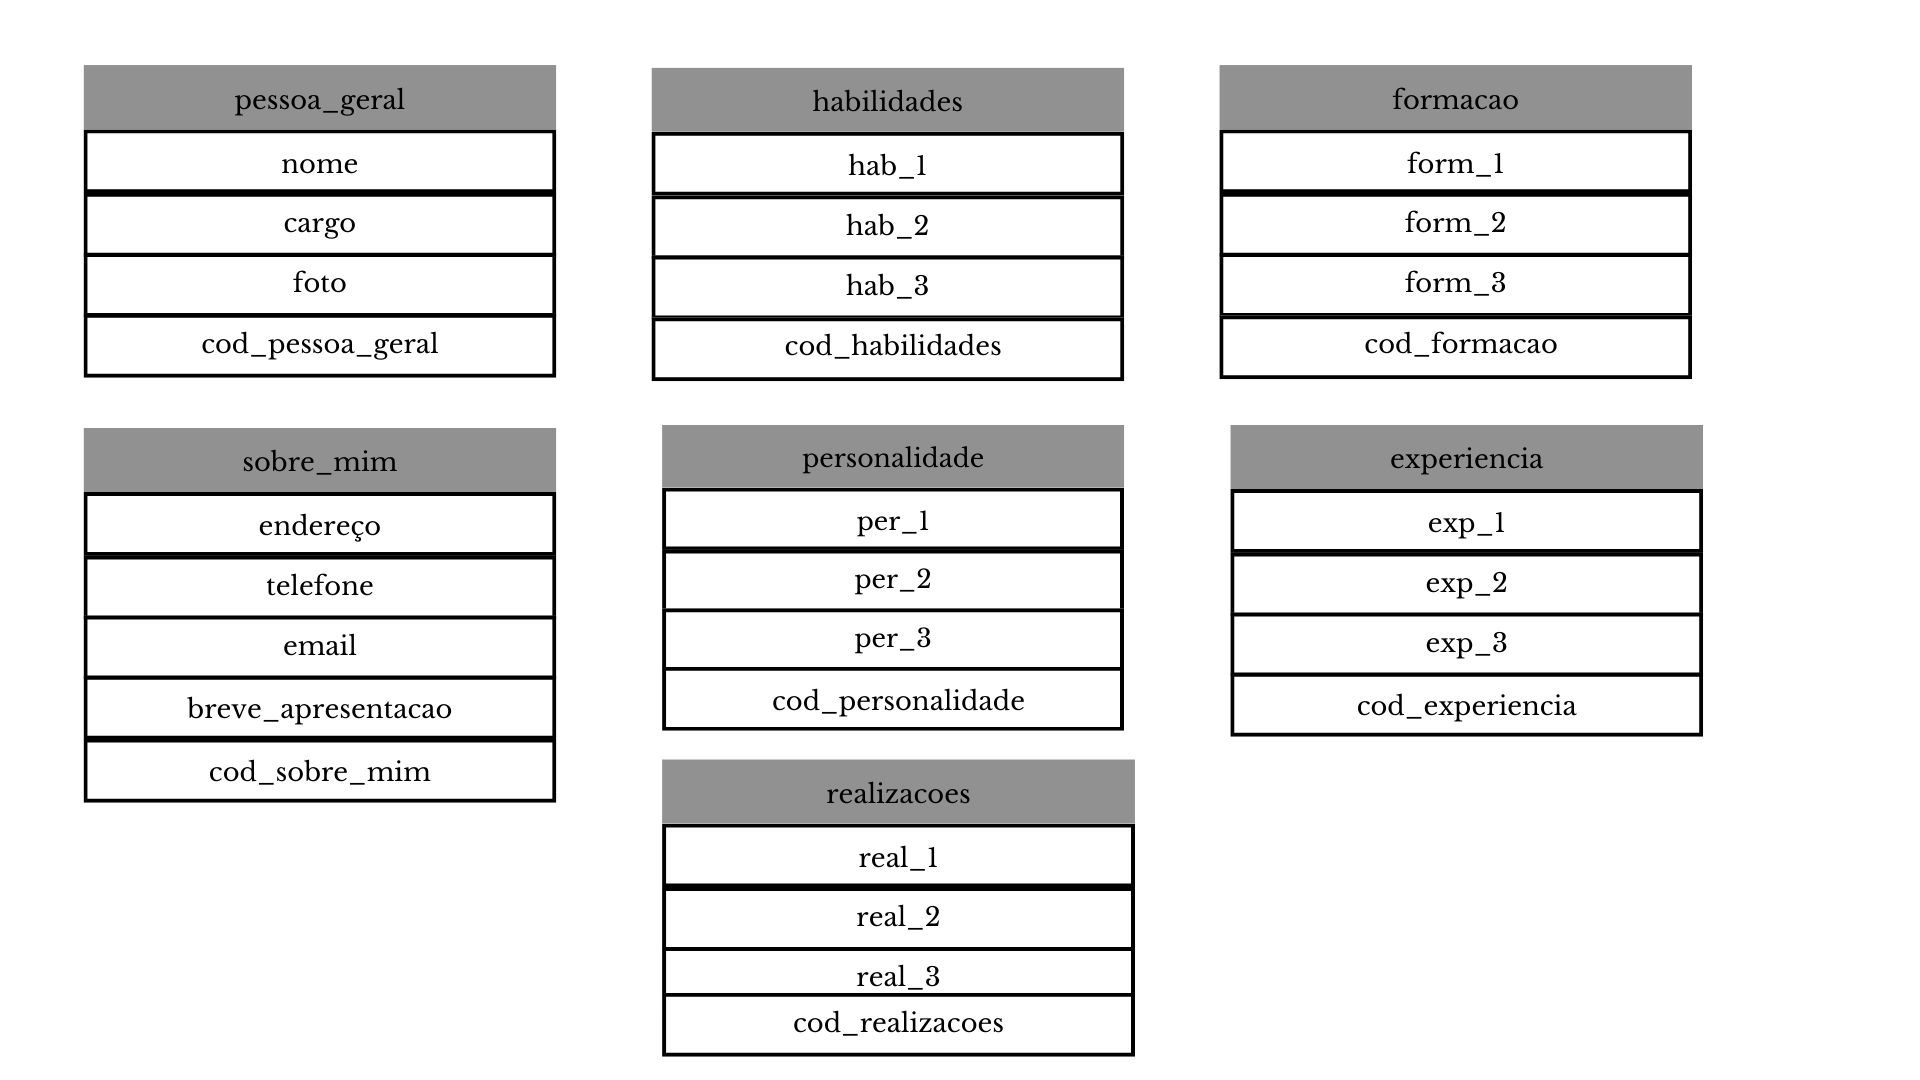 pessoa_geral
nome
cargo
foto
cod_pessoa_geral
habilidades
hab_1
hab_2
hab_3
cod_habilidades
formacao
form_1
form_2
form_3
cod_formacao
sobre_mim
endereço
telefone
email
breve_apresentacao
cod_sobre_mim
personalidade
per_1
per_2
per_3
cod_personalidade
experiencia
exp_1
exp_2
exp_3
cod_experiencia
realizacoes
real_1
real_2
real_3
cod_realizacoes